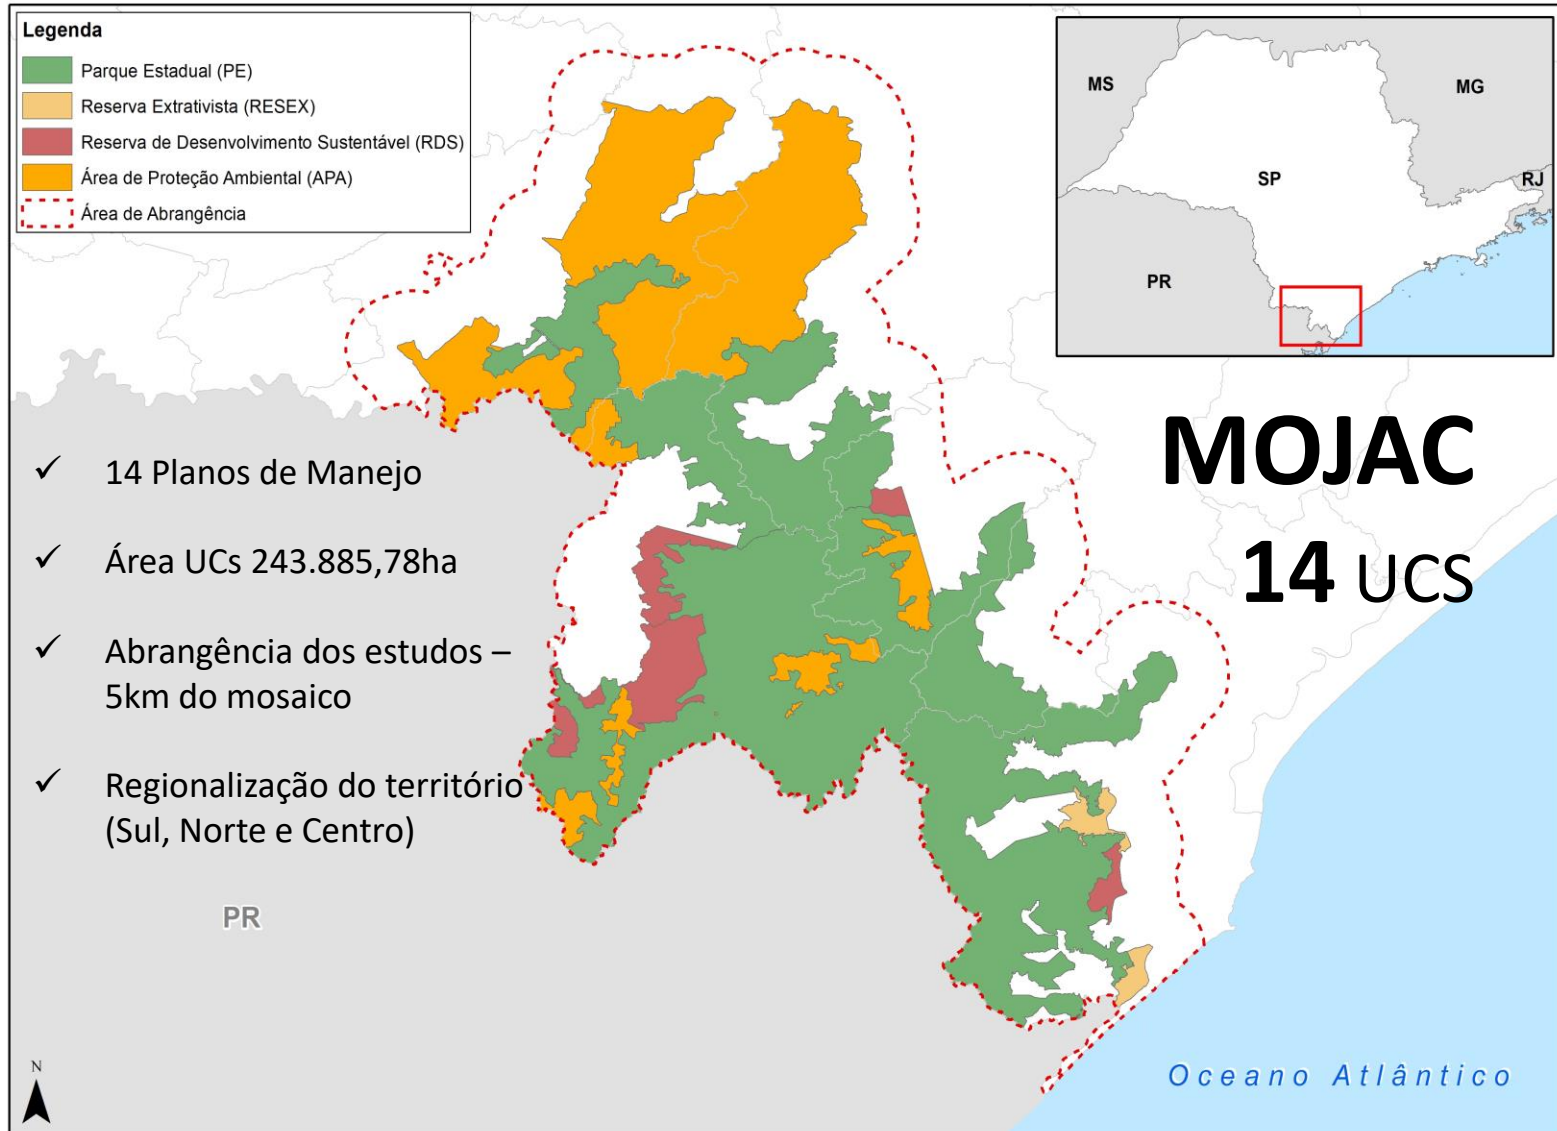 Legenda
Parque Estadual (PE)
Reserva Extrativista (RESEX)
Reserva de Desenvolvimento Sustentável (RDS)
Área de Proteção Ambiental (APA)
Área de Abrangência
MS
MG
SP
RJ
PR
MOJAC
14 UCS
✓ 14 Planos de Manejo
✓ Área UCs 243.885,78ha
✓ Abrangência dos estudos –
5km do mosaico
✓ Regionalização do território
(Sul, Norte e Centro)
PR
N
Oceano Atlântico